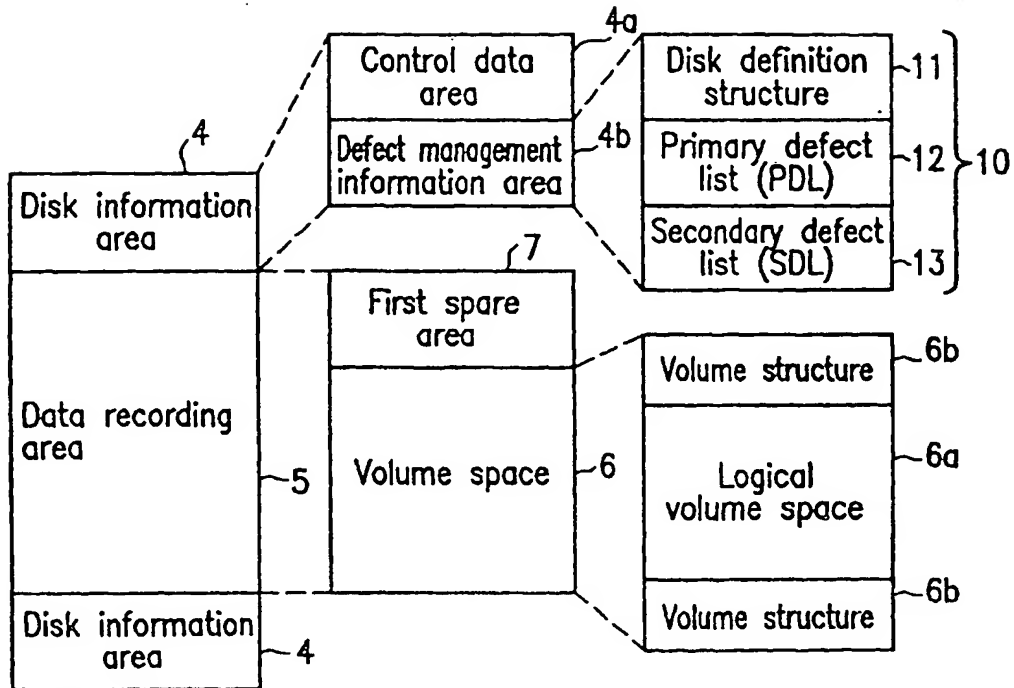 4
Disk information
area
Data recording
area
5
Disk information
area
4
4a
Control data
area
Defect management
information area
4b
7
First spare
area
Volume space
6
Disk definition
structure
11
Primary defect
list (PDL)
12
Secondary defect
list (SDL)
13
10
Volume structure
6b
Logical
volume space
6a
Volume structure
6b